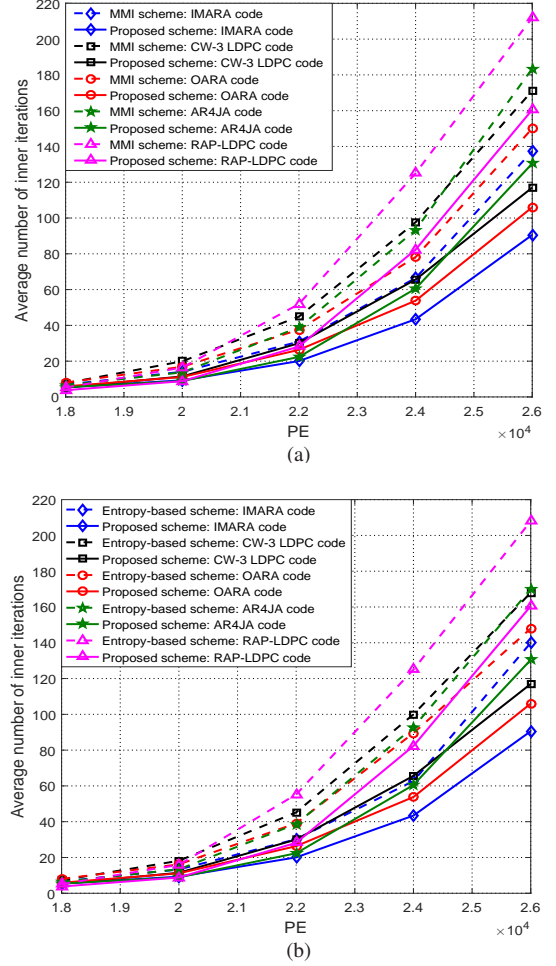 220
200
180
160
140
120
100
80
60
40
20
0
Average number of inner iterations
MMI scheme: IMARA code
Proposed scheme: IMARA code
MMI scheme: CW-3 LDPC code
Proposed scheme: CW-3 LDPC code
MMI scheme: OARA code
Proposed scheme: OARA code
MMI scheme: AR4JA code
Proposed scheme: AR4JA code
MMI scheme: RAP-LDPC code
Proposed scheme: RAP-LDPC code
1.8 1.9 2 2.1 2.2 2.3 2.4 2.5 2.6
PE
×10⁴
(a)
220
200
180
160
140
120
100
80
60
40
20
0
Average number of inner iterations
Entropy-based scheme: IMARA code
Proposed scheme: IMARA code
Entropy-based scheme: CW-3 LDPC code
Proposed scheme: CW-3 LDPC code
Entropy-based scheme: OARA code
Proposed scheme: OARA code
Entropy-based scheme: AR4JA code
Proposed scheme: AR4JA code
Entropy-based scheme: RAP-LDPC code
Proposed scheme: RAP-LDPC code
1.8 1.9 2 2.1 2.2 2.3 2.4 2.5 2.6
PE
×10⁴
(b)